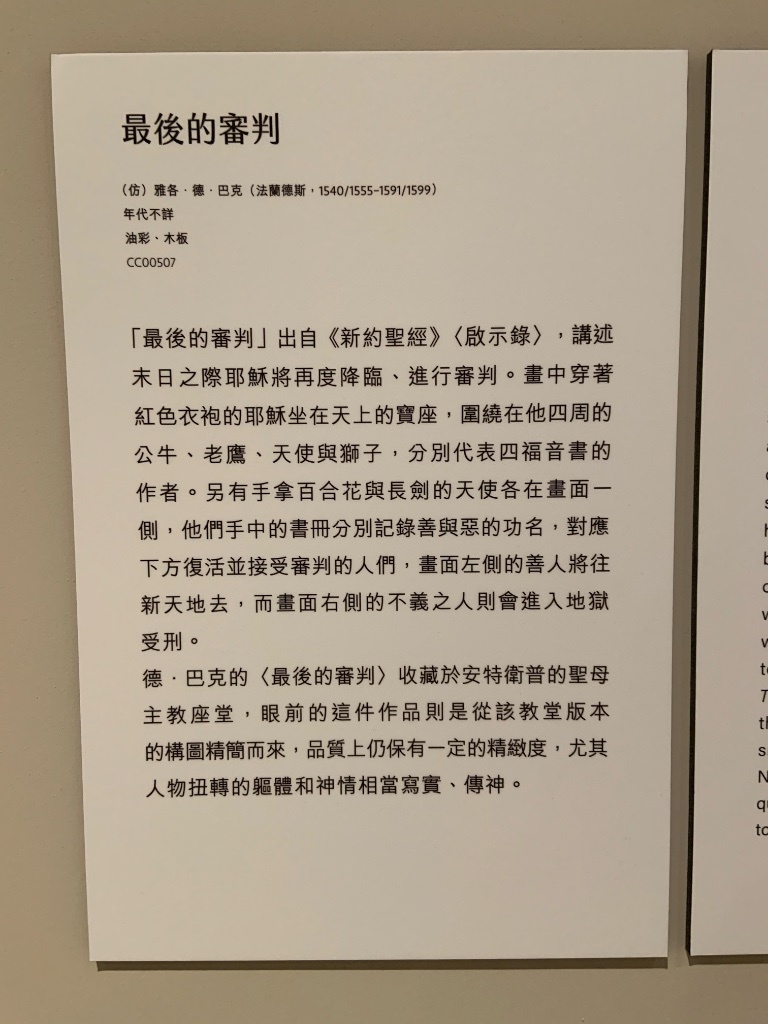 最後的審判
（仿）雅各．德．巴克（法蘭德斯，1540/1555-1591/1599）
年代不詳
油彩、木板
CC00507
「最後的審判」出自《新約聖經》〈啟示錄〉，講述
末日之際耶穌將再度降臨、進行審判。畫中穿著
紅色衣袍的耶穌坐在天上的寶座，圍繞在他四周的
公牛、老鷹、天使與獅子，分別代表四福音書的
作者。另有手拿百合花與長劍的天使各在畫面一
側，他們手中的書冊分別記錄善與惡的功名，對應
下方復活並接受審判的人們，畫面左側的善人將往
新天地去，而畫面右側的不義之人則會進入地獄
受刑。
德．巴克的〈最後的審判〉收藏於安特衛普的聖母
主教座堂，眼前的這件作品則是從該教堂版本
的構圖精簡而來，品質上仍保有一定的精緻度，尤其
人物扭轉的軀體和神情相當寫實、傳神。